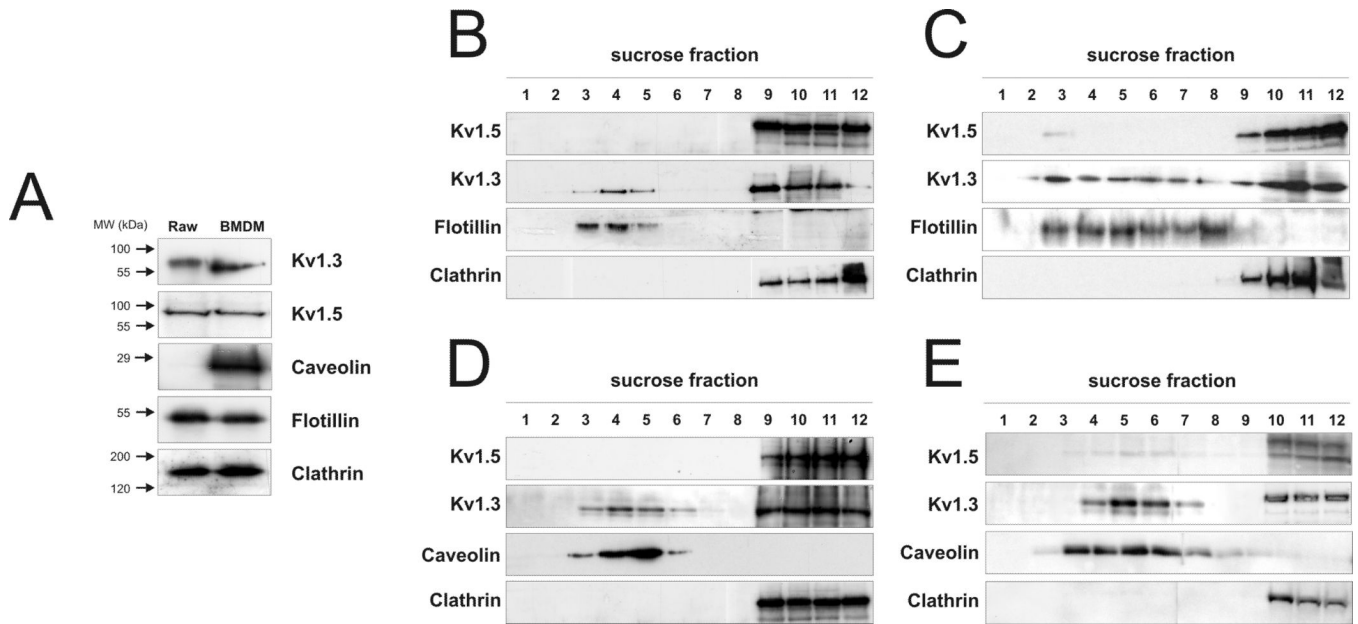 A
MW (kDa) Raw BMDM
100
55
Kv1.3
100
55
Kv1.5
29
Caveolin
55
Flotillin
200
120
Clathrin
B
sucrose fraction
1 2 3 4 5 6 7 8 9 10 11 12
Kv1.5
Kv1.3
Flotillin
Clathrin
C
sucrose fraction
1 2 3 4 5 6 7 8 9 10 11 12
Kv1.5
Kv1.3
Flotillin
Clathrin
D
sucrose fraction
1 2 3 4 5 6 7 8 9 10 11 12
Kv1.5
Kv1.3
Caveolin
Clathrin
E
sucrose fraction
1 2 3 4 5 6 7 8 9 10 11 12
Kv1.5
Kv1.3
Caveolin
Clathrin